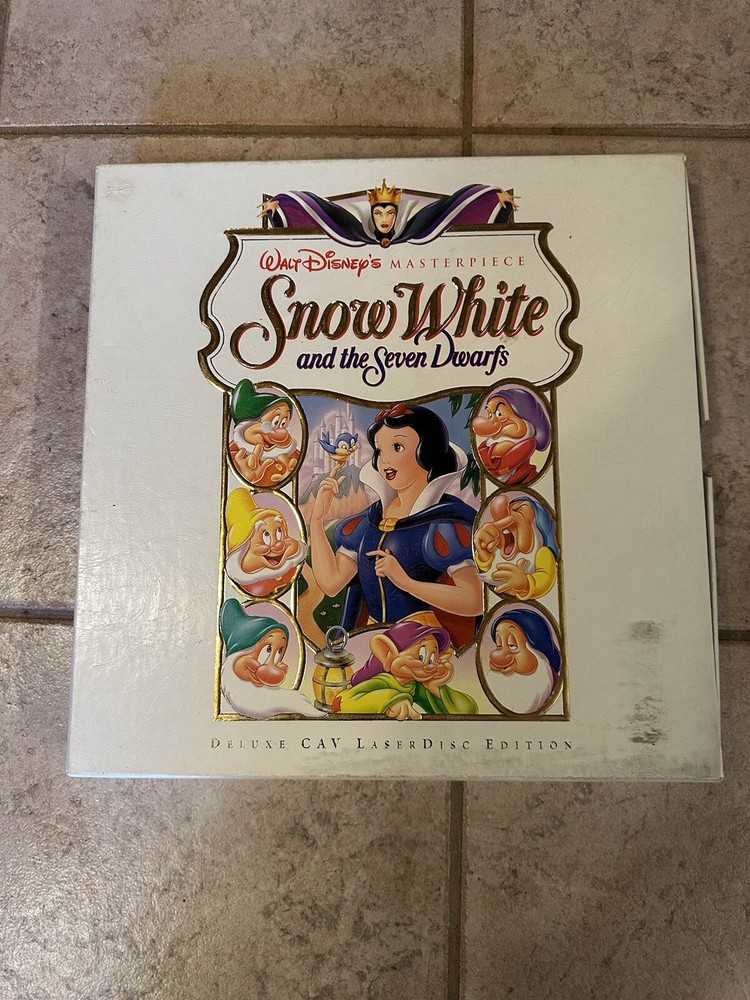 Walt Disney's MASTERPIECE
Snow White
and the Seven Dwarfs
DELUXE CAV LASERDISC EDITION